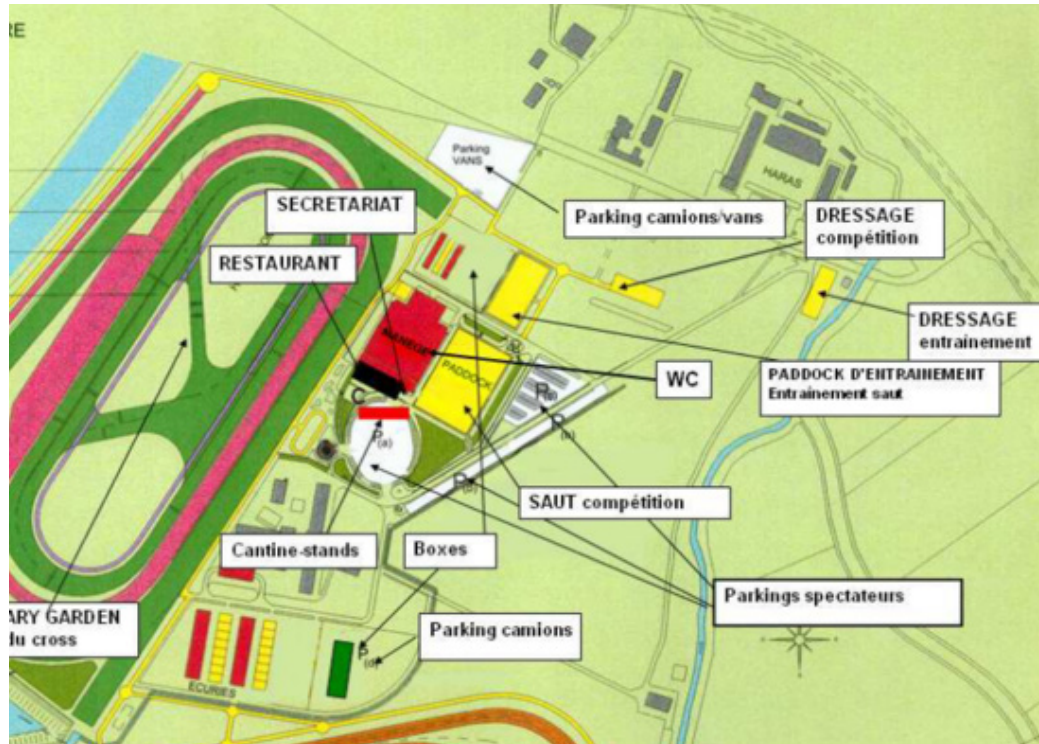 RE
Parking
VANS
HARAS
SECRETARIAT
Parking camions/vans
DRESSAGE
compétition
RESTAURANT
DRESSAGE
entrainement
MANEGE
PADDOCK
WC
PADDOCK D'ENTRAINEMENT
Entrainement saut
C
P(a)
SAUT compétition
Cantine-stands
Boxes
Parkings spectateurs
ARY GARDEN
du cross
Parking camions
P(d)
ECURIES